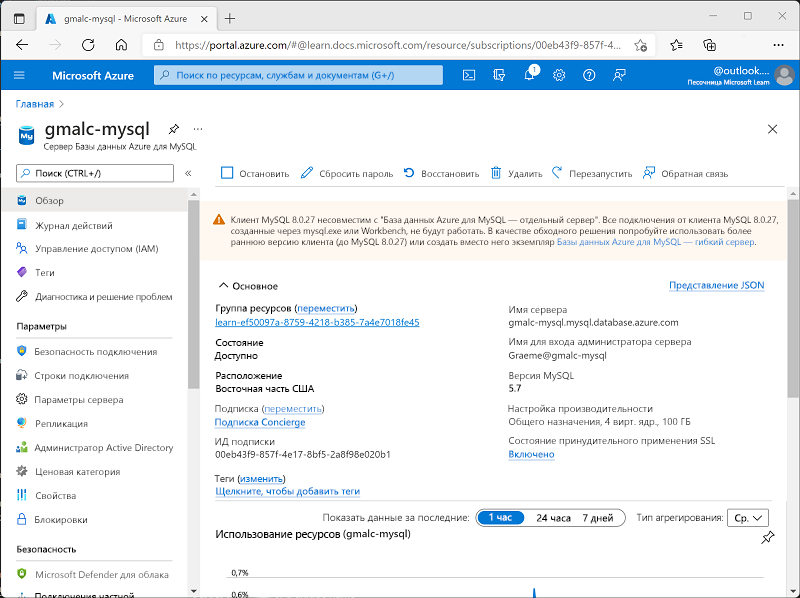 gmalc-mysql - Microsoft Azure
https://portal.azure.com/#@learn.docs.microsoft.com/resource/subscriptions/00eb43f9-857f-4...
Microsoft Azure
Поиск по ресурсам, службам и документам (G+/)
1
@outlook....
Песочница Microsoft Learn
Главная
gmalc-mysql
Сервер Базы данных Azure для MySQL
Поиск (CTRL+/)
Обзор
Журнал действий
Управление доступом (IAM)
Теги
Диагностика и решение проблем
Параметры
Безопасность подключения
Строки подключения
Параметры сервера
Репликация
Администратор Active Directory
Ценовая категория
Свойства
Блокировки
Безопасность
Microsoft Defender для облака
Подключения частной
Остановить
Сбросить пароль
Восстановить
Удалить
Перезапустить
Обратная связь
Клиент MySQL 8.0.27 несовместим с "База данных Azure для MySQL — отдельный сервер". Все подключения от клиента MySQL 8.0.27,
созданные через mysql.exe или Workbench, не будут работать. В качестве обходного решения попробуйте использовать более
раннюю версию клиента (до MySQL 8.0.27) или создать вместо него экземпляр Базы данных Azure для MySQL — гибкий сервер.
Основное
Представление JSON
Группа ресурсов (переместить)
learn-ef50097a-8759-4218-b385-7a4e7018fe45
Состояние
Доступно
Расположение
Восточная часть США
Подписка (переместить)
Подписка Concierge
ИД подписки
00eb43f9-857f-4e17-8bf5-2a8f98e020b1
Теги (изменить)
Щелкните, чтобы добавить теги
Имя сервера
gmalc-mysql.mysql.database.azure.com
Имя для входа администратора сервера
Graeme@gmalc-mysql
Версия MySQL
5.7
Настройка производительности
Общего назначения, 4 вирт. ядр., 100 ГБ
Состояние принудительного применения SSL
Включено
Показать данные за последние:
1 час
24 часа
7 дней
Тип агрегирования:
Ср.
Использование ресурсов (gmalc-mysql)
0,7%
0,6%